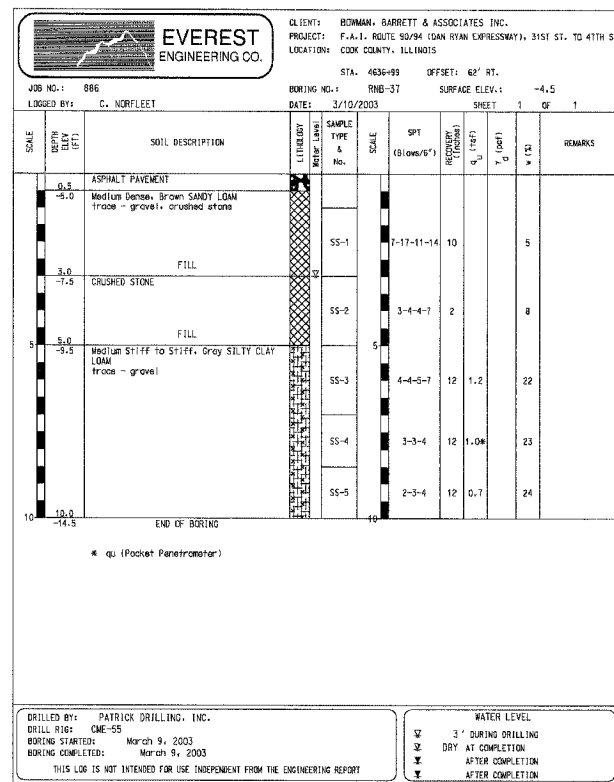 EVEREST
ENGINEERING CO.
CLIENT: BOWMAN, BARRETT & ASSOCIATES INC.
PROJECT: F.A.I. ROUTE 90/94 (DAN RYAN EXPRESSWAY), 31ST ST. TO 47TH S
LOCATION: COOK COUNTY, ILLINOIS
STA. 4636+99 OFFSET: 62' RT.
JOB NO.: 886 BORING NO.: RNB-37 SURFACE ELEV.: -4.5
LOGGED BY: C. NORFLEET DATE: 3/10/2003 SHEET 1 OF 1
SCALE
DEPTH ELEV (FT)
SOIL DESCRIPTION
LITHOLOGY
Water Level
SAMPLE TYPE & No.
SCALE
SPT (Blows/6")
RECOVERY (Inches)
qu (tsf)
γd (pcf)
w (%)
REMARKS
ASPHALT PAVEMENT
0.5
-5.0 Medium Dense, Brown SANDY LOAM
trace - gravel, crushed stone
SS-1 7-17-11-14 10 5
3.0 FILL
-7.5 CRUSHED STONE
SS-2 3-4-4-7 2 8
FILL
5 5.0 5
-9.5 Medium Stiff to Stiff, Gray SILTY CLAY
LOAM
trace - gravel
SS-3 4-4-5-7 12 1.2 22
SS-4 3-3-4 12 1.0* 23
SS-5 2-3-4 12 0.7 24
10 10.0 10
-14.5 END OF BORING
* qu (Pocket Penetrometer)
DRILLED BY: PATRICK DRILLING, INC.
DRILL RIG: CME-55
BORING STARTED: March 9, 2003
BORING COMPLETED: March 9, 2003
THIS LOG IS NOT INTENDED FOR USE INDEPENDENT FROM THE ENGINEERING REPORT
WATER LEVEL
3' DURING DRILLING
DRY AT COMPLETION
AFTER COMPLETION
AFTER COMPLETION